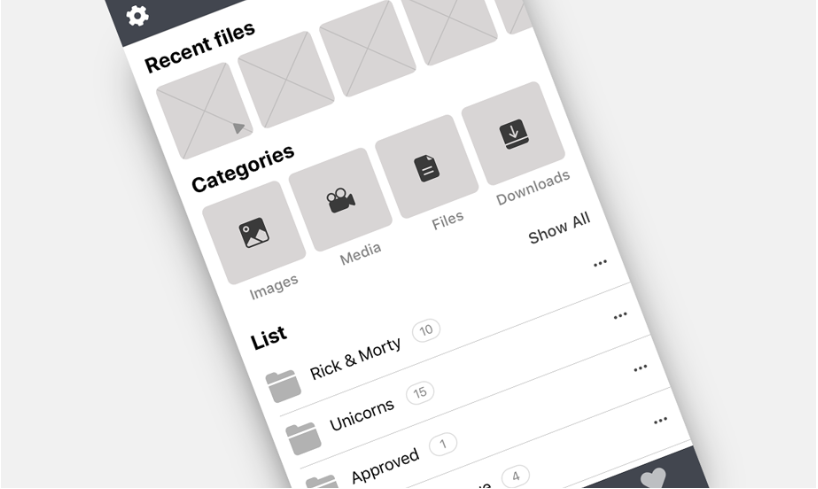 Recent files
Categories
Images
Media
Files
Downloads
List
Show All
Rick & Morty
10
Unicorns
15
Approved
1
4